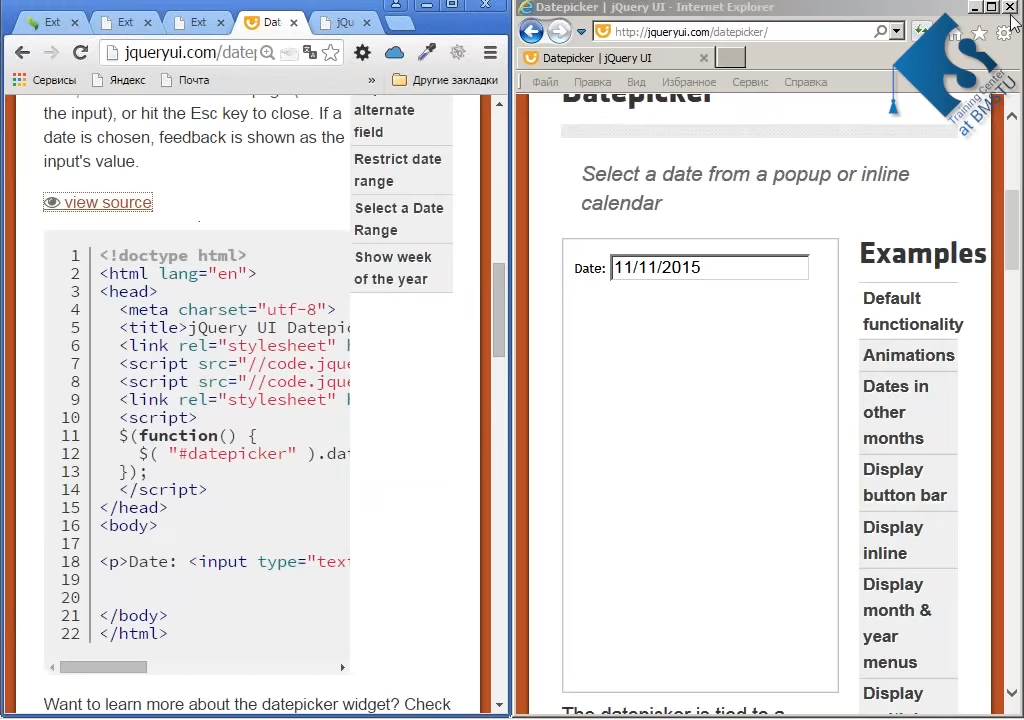 Ext
Ext
Ext
Dat
jQu
jqueryui.com/datep
Сервисы
Яндекс
Почта
»
Другие закладки
the input), or hit the Esc key to close. If a
date is chosen, feedback is shown as the
input's value.
view source
1 <!doctype html>
2 <html lang="en">
3 <head>
4 <meta charset="utf-8">
5 <title>jQuery UI Datepic
6 <link rel="stylesheet" h
7 <script src="//code.jque
8 <script src="//code.jque
9 <link rel="stylesheet" h
10 <script>
11 $(function() {
12 $( "#datepicker" ).dat
13 });
14 </script>
15 </head>
16 <body>
17
18 <p>Date: <input type="text
19
20
21 </body>
22 </html>
Want to learn more about the datepicker widget? Check
alternate
field
Restrict date
range
Select a Date
Range
Show week
of the year
Datepicker | jQuery UI - Internet Explorer
http://jqueryui.com/datepicker/
Datepicker | jQuery UI
Файл Правка Вид Избранное Сервис Справка
Datepicker
Select a date from a popup or inline
calendar
Date: 11/11/2015
Examples
Default
functionality
Animations
Dates in
other
months
Display
button bar
Display
inline
Display
month &
year
menus
Display
The datepicker is tied to a
Training Center
at BMSTU